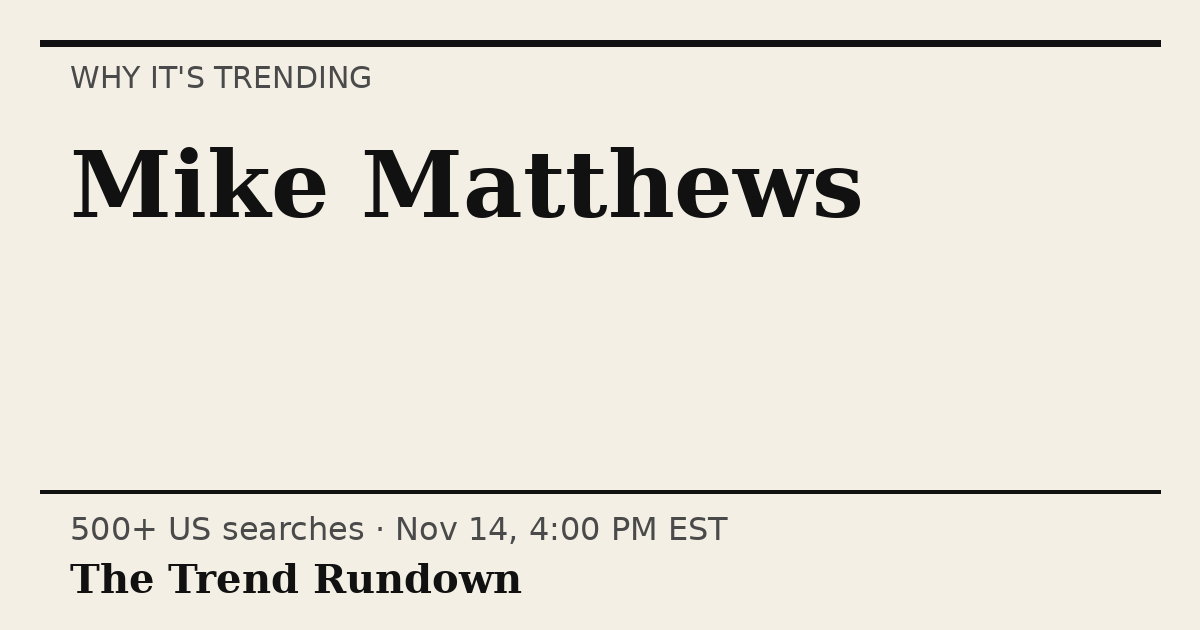 WHY IT'S TRENDING
Mike Matthews
500+ US searches · Nov 14, 4:00 PM EST
The Trend Rundown